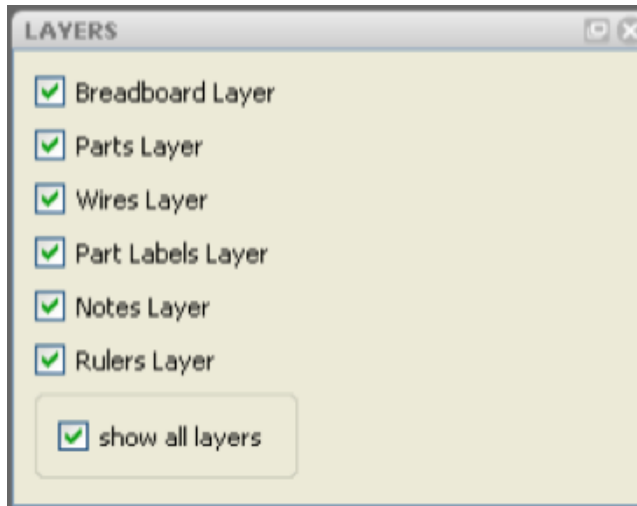 LAYERS
Breadboard Layer
Parts Layer
Wires Layer
Part Labels Layer
Notes Layer
Rulers Layer
show all layers